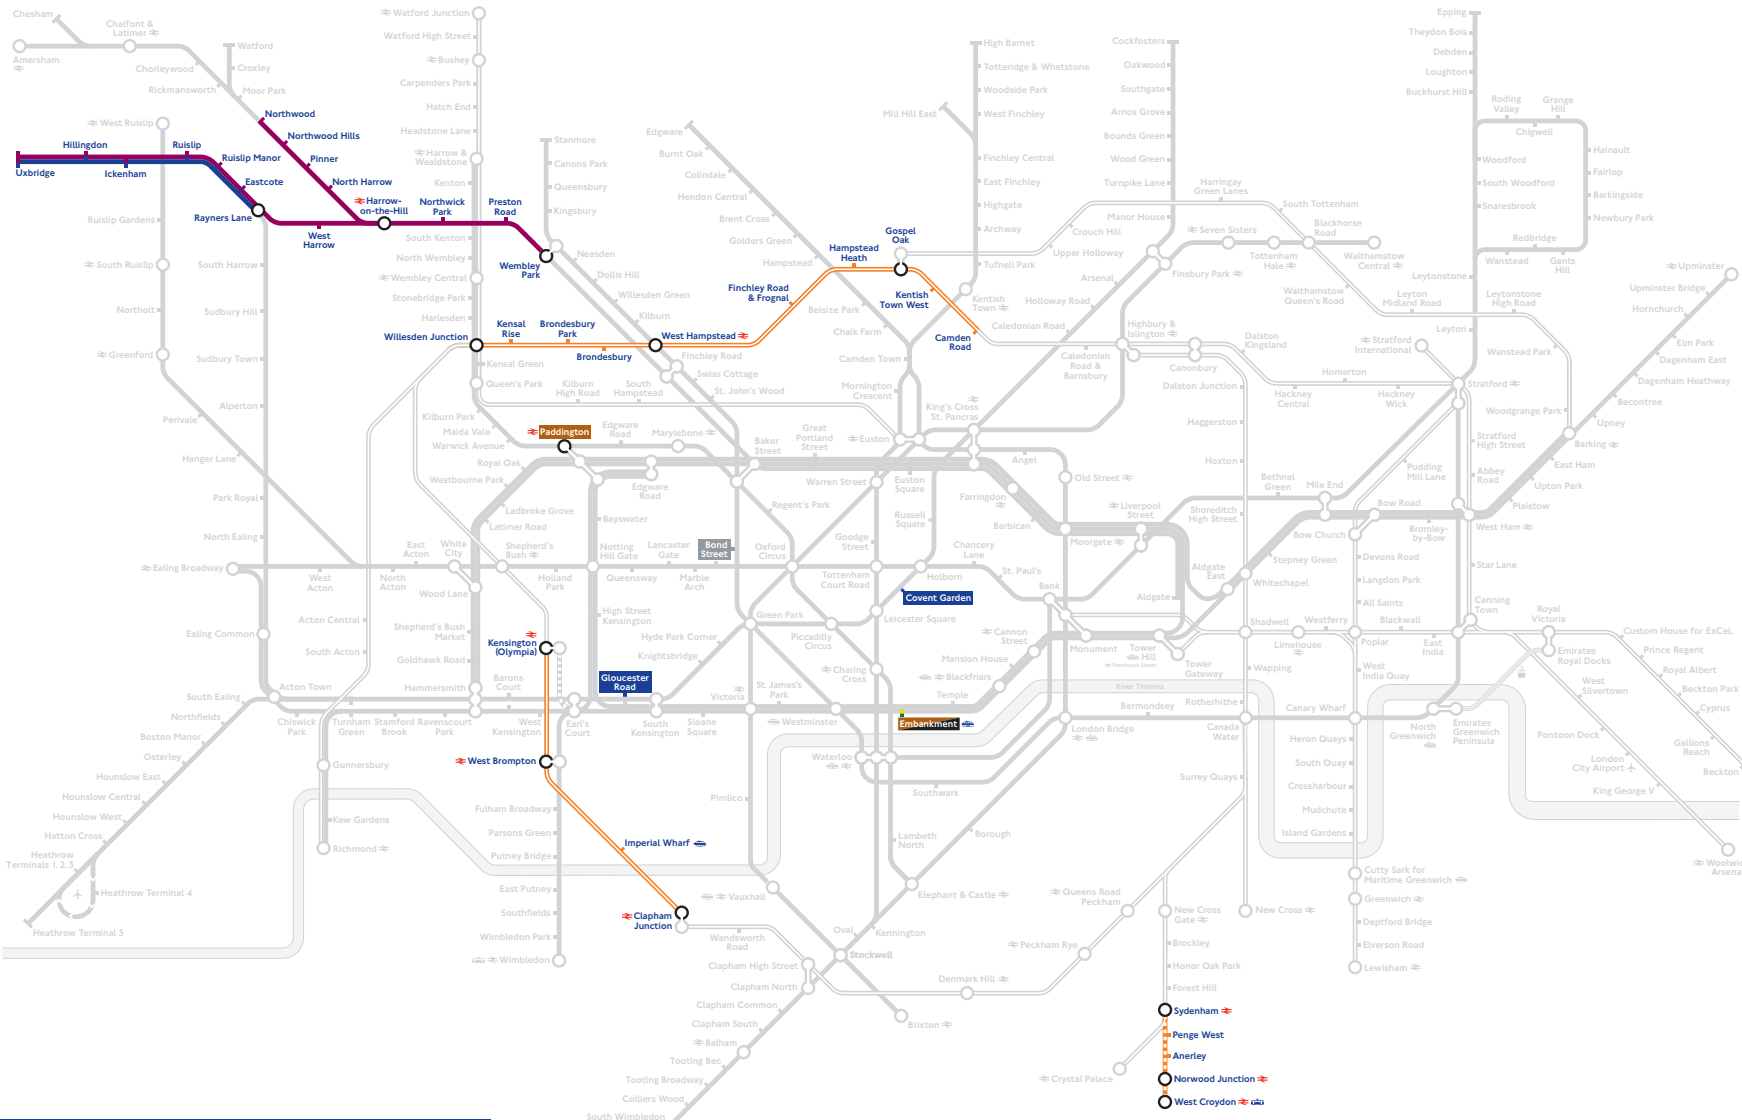 Chesham
Chalfont &
Latimer
Amersham
Watford
Croxley
Chorleywood
Rickmansworth
Moor Park
Northwood
Northwood Hills
Pinner
North Harrow
Harrow-
on-the-Hill
Northwick
Park
Preston
Road
West
Harrow
Wembley
Park
West Ruislip
Hillingdon
Ruislip
Uxbridge
Ickenham
Ruislip Manor
Eastcote
Rayners Lane
Ruislip Gardens
South Ruislip
Northolt
Greenford
Perivale
Hanger Lane
South Harrow
Sudbury Hill
Sudbury Town
Alperton
Park Royal
North Ealing
Ealing Broadway
Ealing Common
Watford Junction
Watford High Street
Bushey
Carpenders Park
Hatch End
Headstone Lane
Harrow &
Wealdstone
Kenton
South Kenton
North Wembley
Wembley Central
Stonebridge Park
Harlesden
Willesden Junction
Kensal Green
Queen's Park
Kilburn Park
Maida Vale
Warwick Avenue
Royal Oak
Westbourne Park
Ladbroke Grove
Latimer Road
Stanmore
Canons Park
Queensbury
Kingsbury
Neasden
Dollis Hill
Willesden Green
Kilburn
West Hampstead
Finchley Road
Swiss Cottage
St. John's Wood
Kensal
Rise
Brondesbury
Park
Brondesbury
Kilburn
High Road
South
Hampstead
Finchley Road
& Frognal
Hampstead
Heath
Gospel
Oak
Kentish
Town West
Camden
Road
Edgware
Burnt Oak
Colindale
Hendon Central
Brent Cross
Golders Green
Hampstead
Belsize Park
Chalk Farm
Camden Town
Mornington
Crescent
Euston
High Barnet
Totteridge & Whetstone
Woodside Park
West Finchley
Mill Hill East
Finchley Central
East Finchley
Highgate
Archway
Tufnell Park
Kentish
Town
Cockfosters
Oakwood
Southgate
Arnos Grove
Bounds Green
Wood Green
Turnpike Lane
Manor House
Harringay
Green Lanes
Crouch Hill
Upper Holloway
Arsenal
Finsbury Park
Holloway Road
Caledonian Road
Caledonian
Road &
Barnsbury
Highbury &
Islington
Canonbury
Seven Sisters
South Tottenham
Tottenham
Hale
Blackhorse
Road
Walthamstow
Central
Walthamstow
Queen's Road
Leyton
Midland Road
Leytonstone
High Road
Wanstead Park
Woodgrange Park
Epping
Theydon Bois
Debden
Loughton
Buckhurst Hill
Roding
Valley
Grange
Hill
Chigwell
Woodford
South Woodford
Snaresbrook
Hainault
Fairlop
Barkingside
Newbury Park
Redbridge
Wanstead
Gants
Hill
Leytonstone
Leyton
Stratford
International
Stratford
Upminster
Upminster Bridge
Hornchurch
Elm Park
Dagenham East
Dagenham Heathway
Becontree
Upney
Barking
East Ham
Upton Park
Plaistow
West Ham
Dalston
Kingsland
Dalston Junction
Haggerston
Hoxton
Shoreditch
High Street
Hackney
Central
Homerton
Hackney
Wick
Stratford
High Street
Abbey
Road
Pudding
Mill Lane
Bow Road
Bow Church
Bromley-
by-Bow
Mile End
Bethnal
Green
Stepney Green
Whitechapel
Star Lane
Devons Road
Langdon Park
All Saints
Canning
Town
Royal
Victoria
Custom House for ExCeL
Prince Regent
Royal Albert
Beckton Park
Cyprus
Gallions
Reach
Beckton
Emirates
Royal Docks
West
Silvertown
Pontoon Dock
London
City Airport
King George V
Woolwic
Arsena
Paddington
Edgware
Road
Marylebone
Baker
Street
Great
Portland
Street
Edgware
Road
King's Cross
St. Pancras
Angel
Old Street
Warren Street
Euston
Square
Farringdon
Barbican
Moorgate
Liverpool
Street
Regent's Park
Russell
Square
Goodge
Street
Bayswater
Notting
Hill Gate
Lancaster
Gate
Bond
Street
Oxford
Circus
Queensway
Marble
Arch
Tottenham
Court Road
Holborn
Chancery
Lane
St. Paul's
Bank
Aldgate
East
Aldgate
Covent Garden
Leicester Square
East
Acton
White
City
Shepherd's
Bush
Holland
Park
West
Acton
North
Acton
Wood Lane
Acton Central
South Acton
Shepherd's Bush
Market
Goldhawk Road
Hammersmith
Kensington
(Olympia)
High Street
Kensington
Hyde Park Corner
Knightsbridge
Green Park
Piccadilly
Circus
Charing
Cross
Cannon
Street
Mansion House
Blackfriars
Temple
Monument
Tower
Hill
Fenchurch Street
Tower
Gateway
Shadwell
Limehouse
Westferry
Poplar
Blackwall
East
India
Wapping
West
India Quay
South Ealing
Acton Town
Northfields
Boston Manor
Osterley
Hounslow East
Hounslow Central
Hounslow West
Hatton Cross
Heathrow
Terminals 1, 2, 3
Heathrow Terminal 4
Heathrow Terminal 5
Chiswick
Park
Turnham
Green
Stamford
Brook
Ravenscourt
Park
Barons
Court
West
Kensington
Earl's
Court
Gloucester
Road
South
Kensington
Sloane
Square
Victoria
St. James's
Park
Westminster
Embankment
River Thames
Bermondsey
London Bridge
Rotherhithe
Canada
Water
Surrey Quays
Canary Wharf
Heron Quays
South Quay
Crossharbour
Mudchute
Island Gardens
North
Greenwich
Emirates
Greenwich
Peninsula
Gunnersbury
Kew Gardens
Richmond
West Brompton
Fulham Broadway
Parsons Green
Putney Bridge
East Putney
Southfields
Wimbledon Park
Wimbledon
Imperial Wharf
Clapham
Junction
Wandsworth
Road
Pimlico
Vauxhall
Waterloo
Southwark
Lambeth
North
Borough
Elephant & Castle
Kennington
Oval
Stockwell
Clapham High Street
Clapham North
Clapham Common
Clapham South
Balham
Tooting Bec
Tooting Broadway
Colliers Wood
South Wimbledon
Brixton
Denmark Hill
Peckham Rye
Queens Road
Peckham
New Cross
Gate
New Cross
Brockley
Honor Oak Park
Forest Hill
Sydenham
Penge West
Anerley
Crystal Palace
Norwood Junction
West Croydon
Cutty Sark for
Maritime Greenwich
Greenwich
Deptford Bridge
Elverson Road
Lewisham